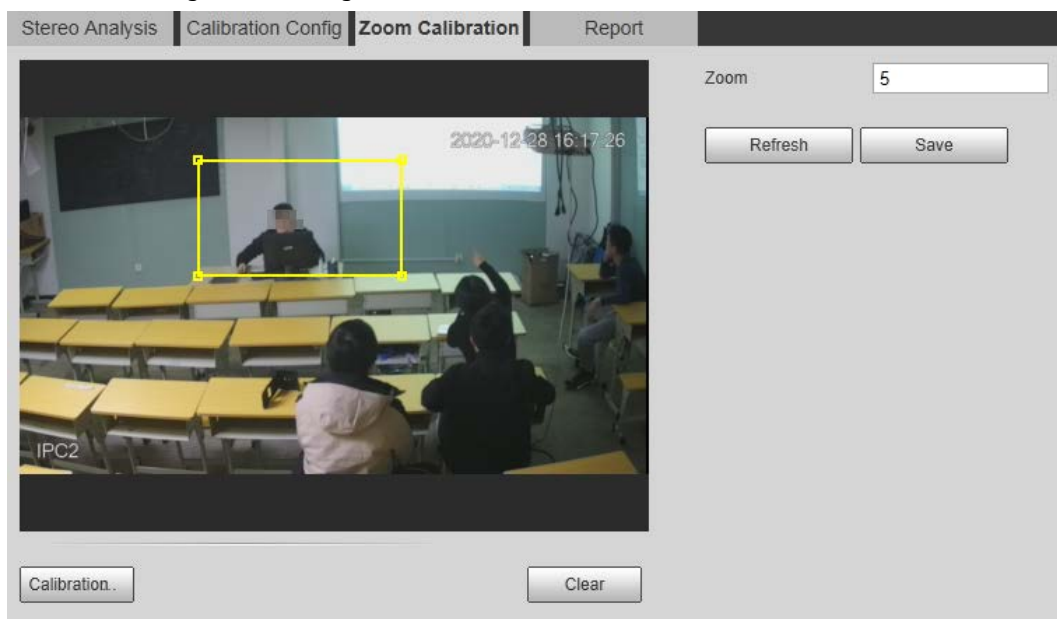 Stereo Analysis Calibration Config Zoom Calibration Report
Zoom 5
2020-12-28 16:17:26
Refresh Save
IPC2
Calibration..
Clear